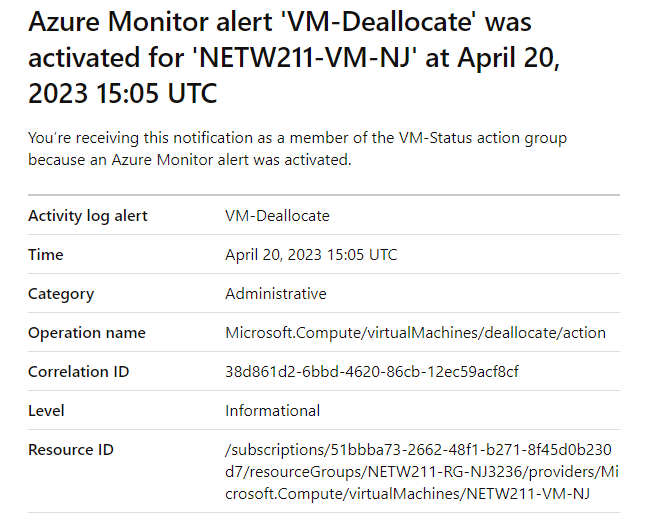 Azure Monitor alert 'VM-Deallocate' was
activated for 'NETW211-VM-NJ' at April 20,
2023 15:05 UTC
You're receiving this notification as a member of the VM-Status action group
because an Azure Monitor alert was activated.
Activity log alert VM-Deallocate
Time April 20, 2023 15:05 UTC
Category Administrative
Operation name Microsoft.Compute/virtualMachines/deallocate/action
Correlation ID 38d861d2-6bbd-4620-86cb-12ec59acf8cf
Level Informational
Resource ID /subscriptions/51bbba73-2662-48f1-b271-8f45d0b230
d7/resourceGroups/NETW211-RG-NJ3236/providers/Mi
crosoft.Compute/virtualMachines/NETW211-VM-NJ